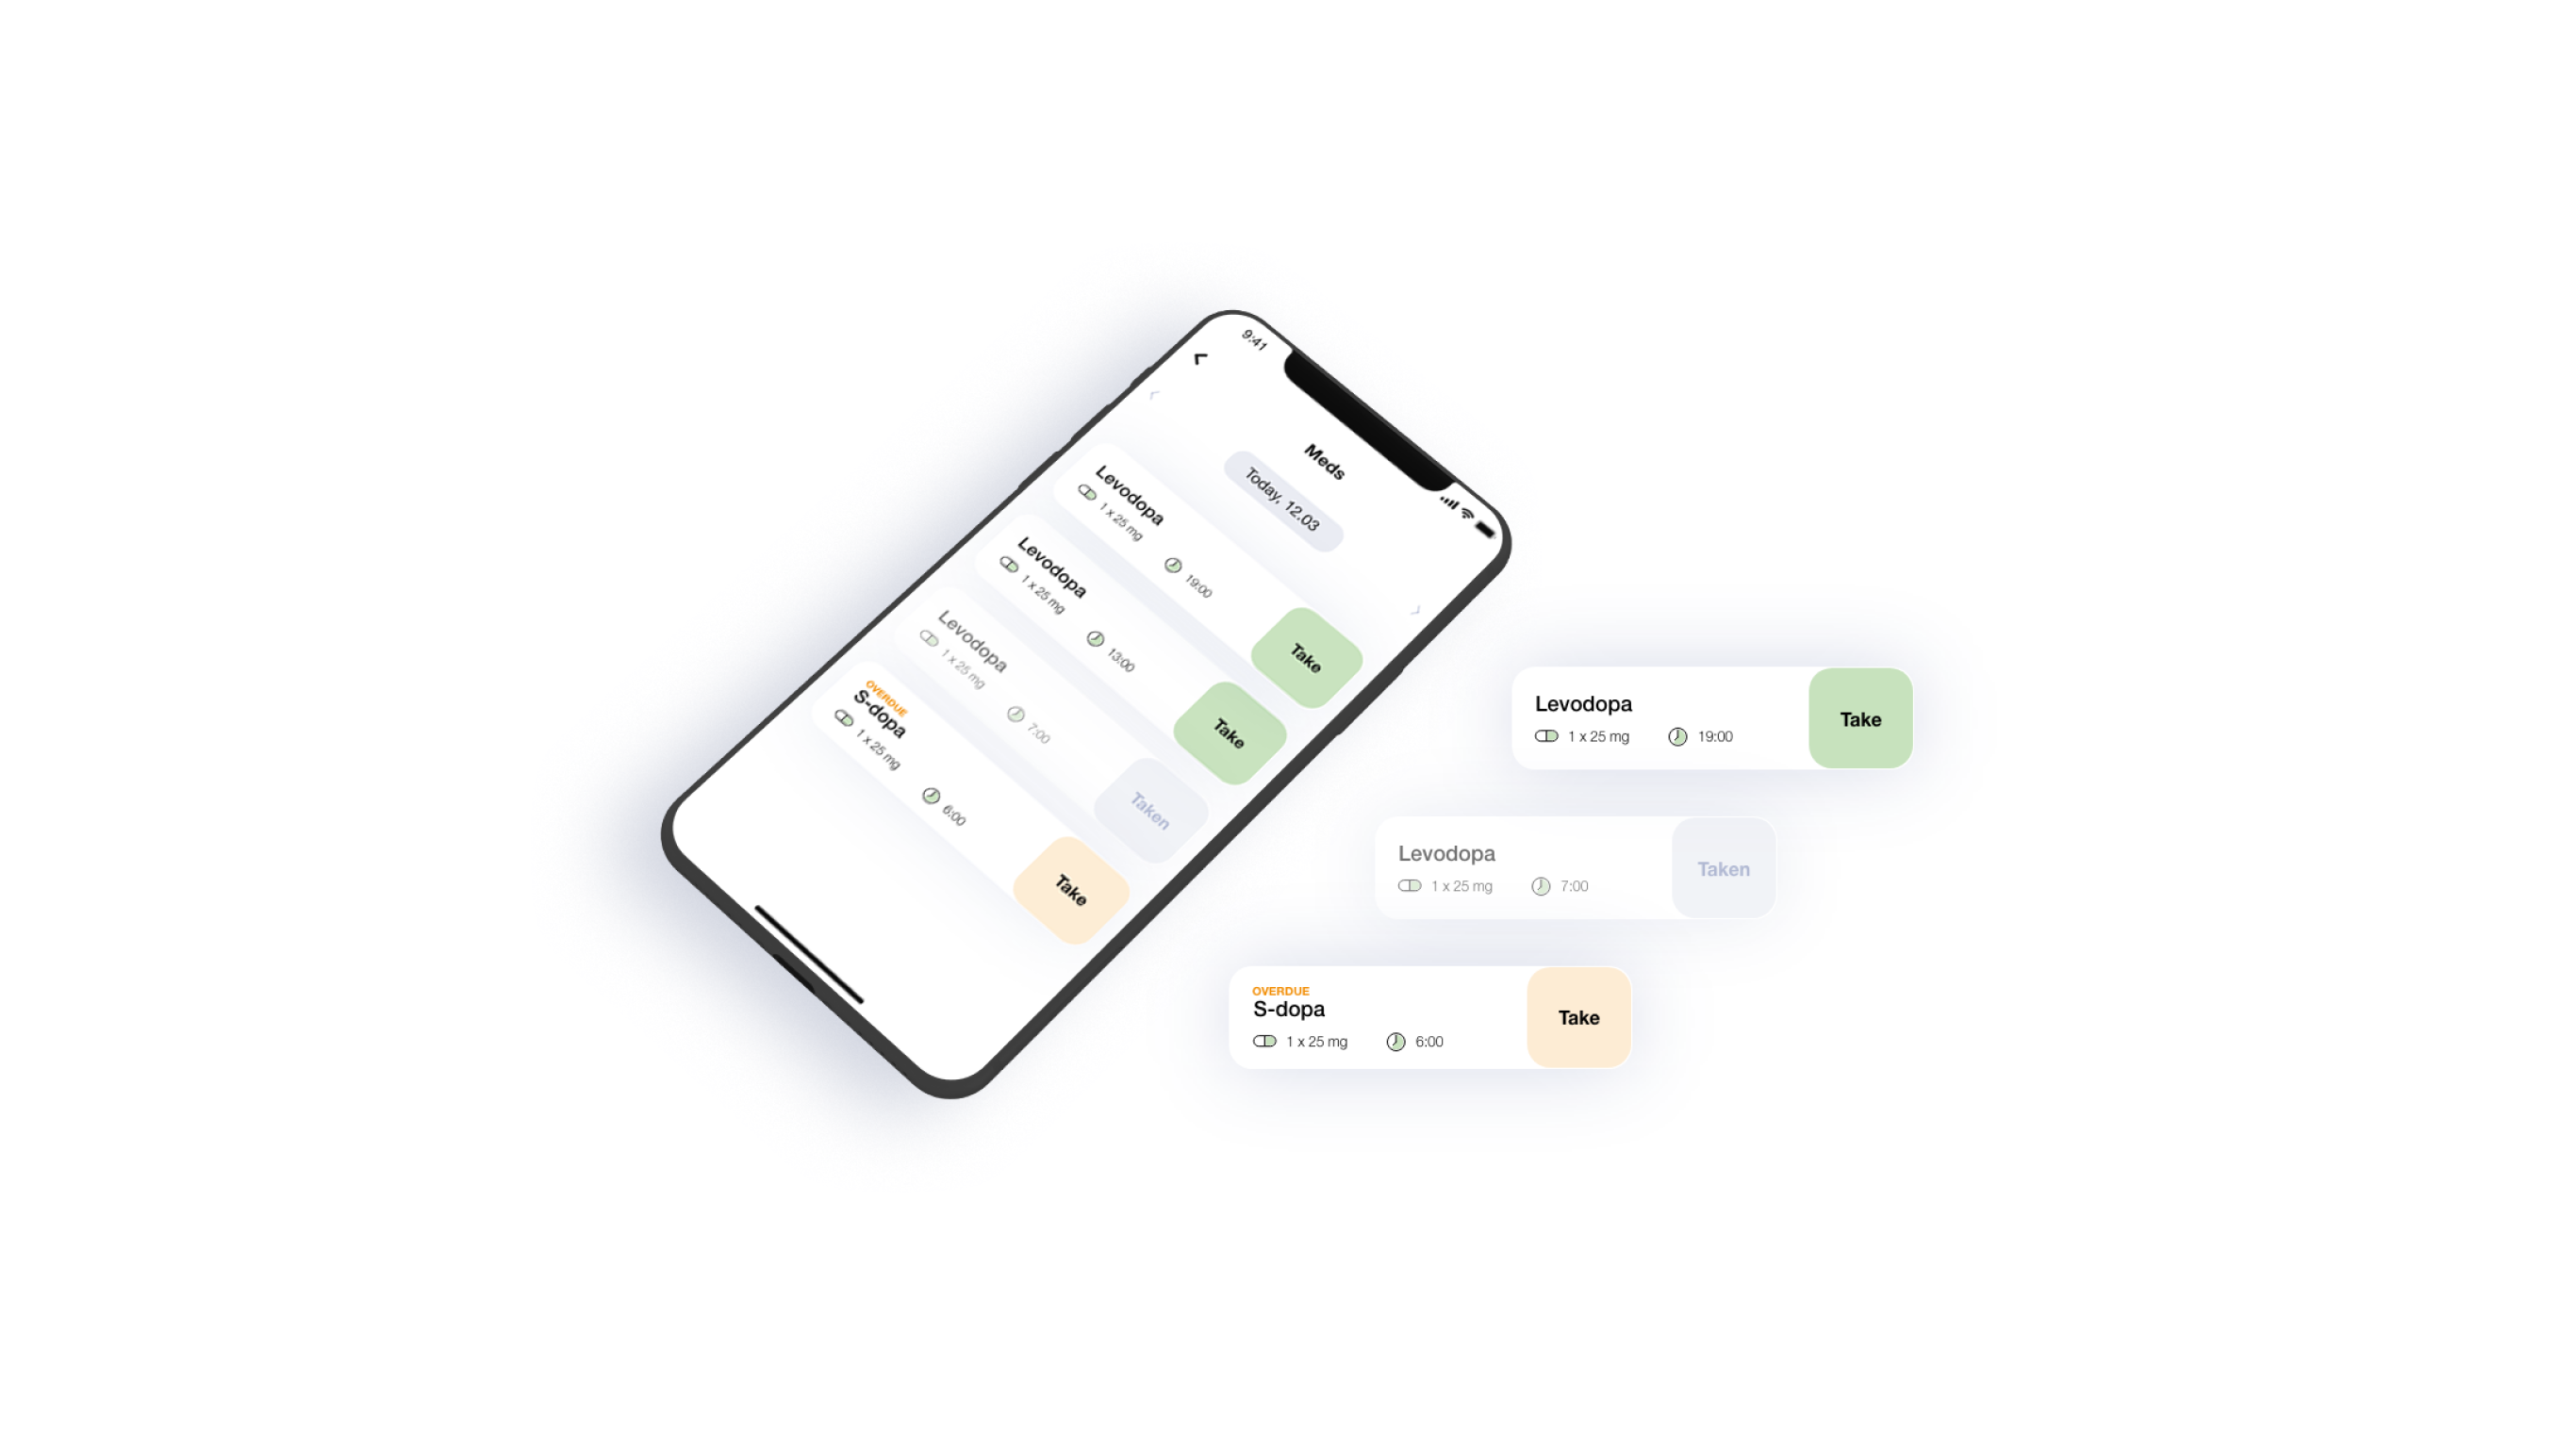 9:41
Meds
Today, 12.03
Levodopa
1 x 25 mg 19:00
Take
Levodopa
1 x 25 mg 13:00
Take
Levodopa
1 x 25 mg 7:00
Taken
OVERDUE
S-dopa
1 x 25 mg 6:00
Take
Levodopa
1 x 25 mg 19:00
Take
Levodopa
1 x 25 mg 7:00
Taken
OVERDUE
S-dopa
1 x 25 mg 6:00
Take